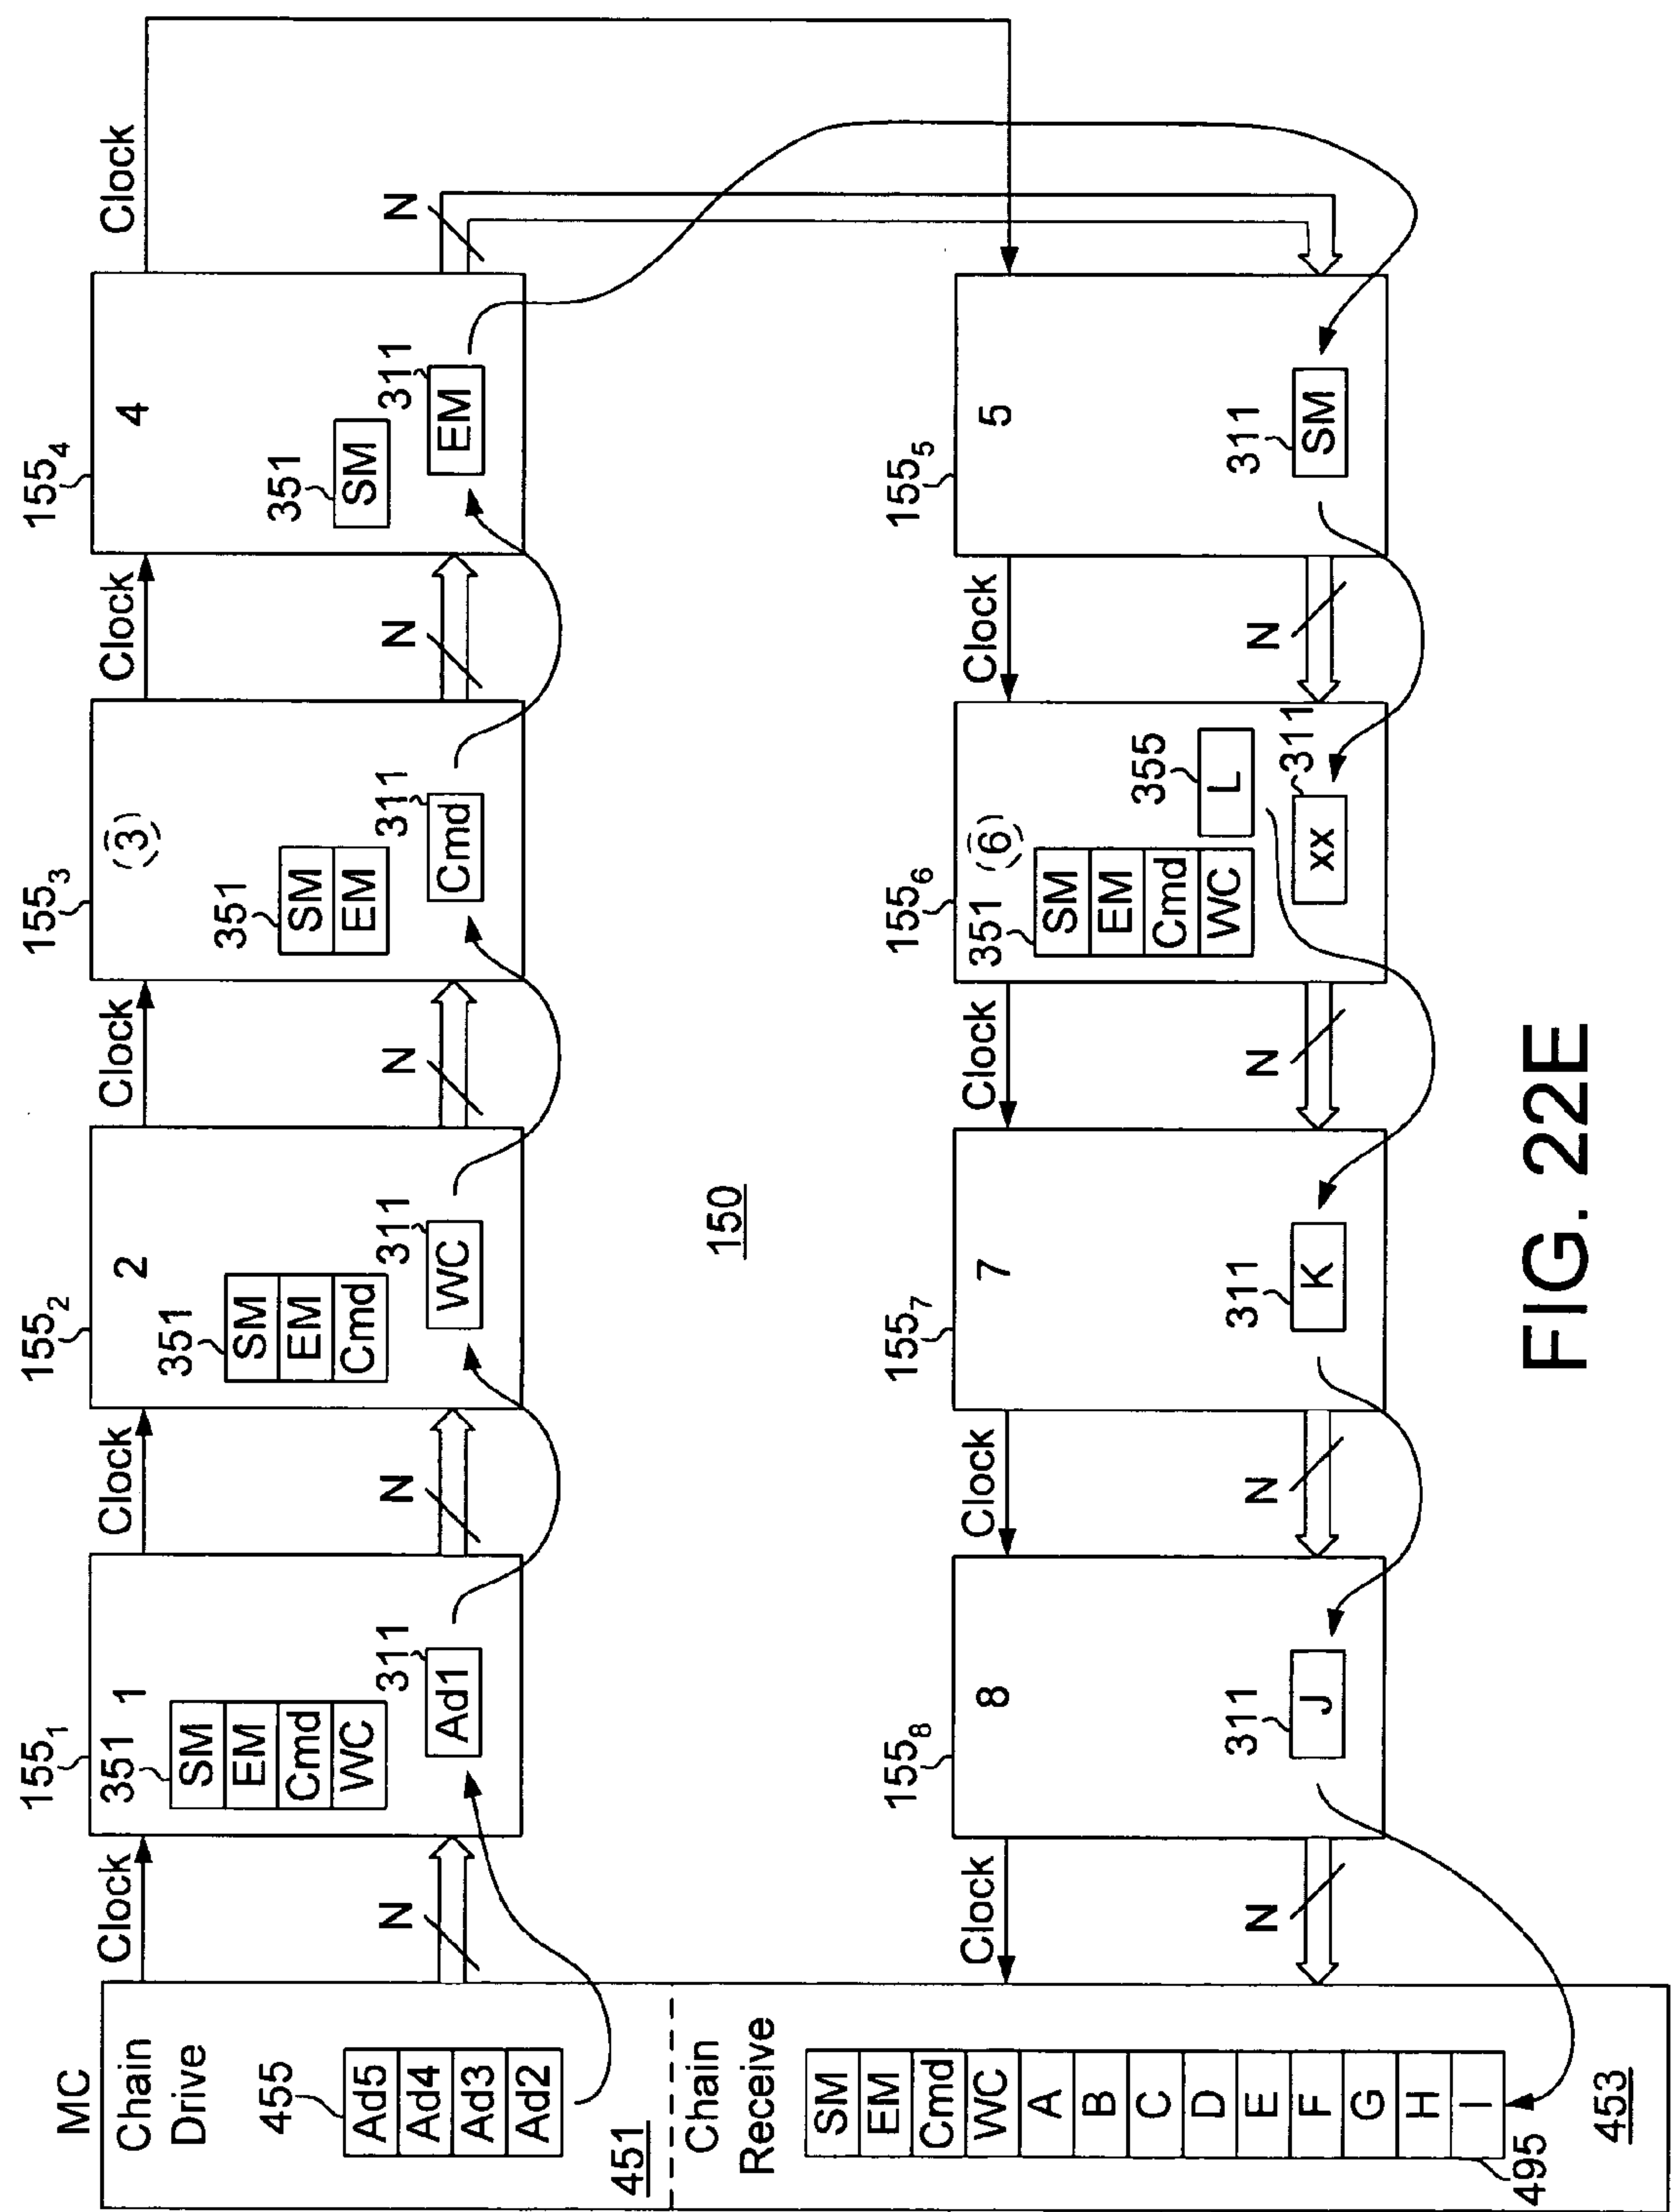 MC
Chain
Drive
455
Ad5
Ad4
Ad3
Ad2
451
Clock
N
155₁
351
1
SM
EM
Cmd
WC
311
Ad1
Clock
N
155₂
2
351
SM
EM
Cmd
311
WC
Clock
N
155₃
(3)
351
SM
EM
311
Cmd
Clock
N
155₄
4
351
SM
311
EM
Clock
N
150
Chain
Receive
SM
EM
Cmd
WC
A
B
C
D
E
F
G
H
I
495
453
Clock
N
155₈
8
311
J
Clock
N
155₇
7
311
K
Clock
N
155₆
(6)
351
SM
EM
Cmd
WC
355
L
311
xx
Clock
N
155₅
5
311
SM
FIG. 22E